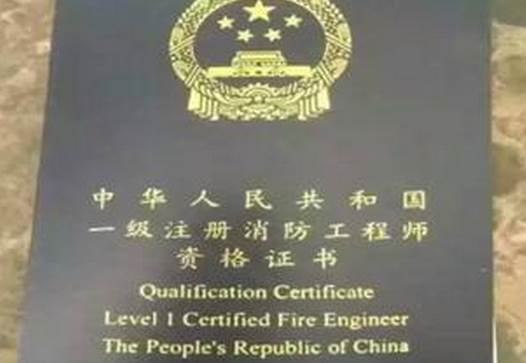 中华人民共和国
一级注册消防工程师
资格证书
Qualification Certificate
Level 1 Certified Fire Engineer
The People's Republic of China